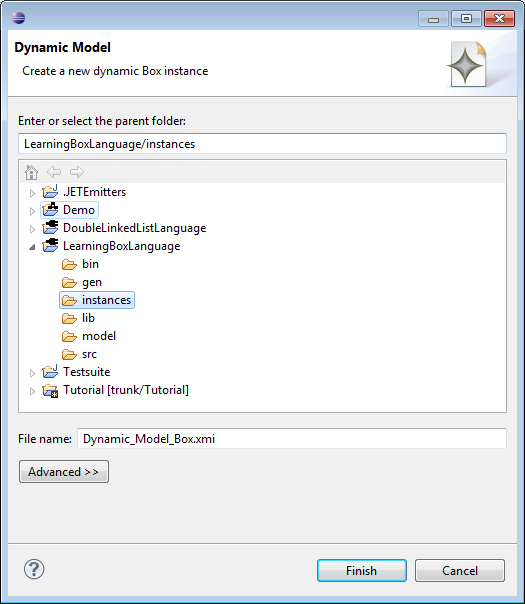 Dynamic Model
Create a new dynamic Box instance
Enter or select the parent folder:
LearningBoxLanguage/instances
.JETEmitters
Demo
DoubleLinkedListLanguage
LearningBoxLanguage
bin
gen
instances
lib
model
src
Testsuite
Tutorial [trunk/Tutorial]
File name: Dynamic_Model_Box.xmi
Advanced >>
? Finish Cancel